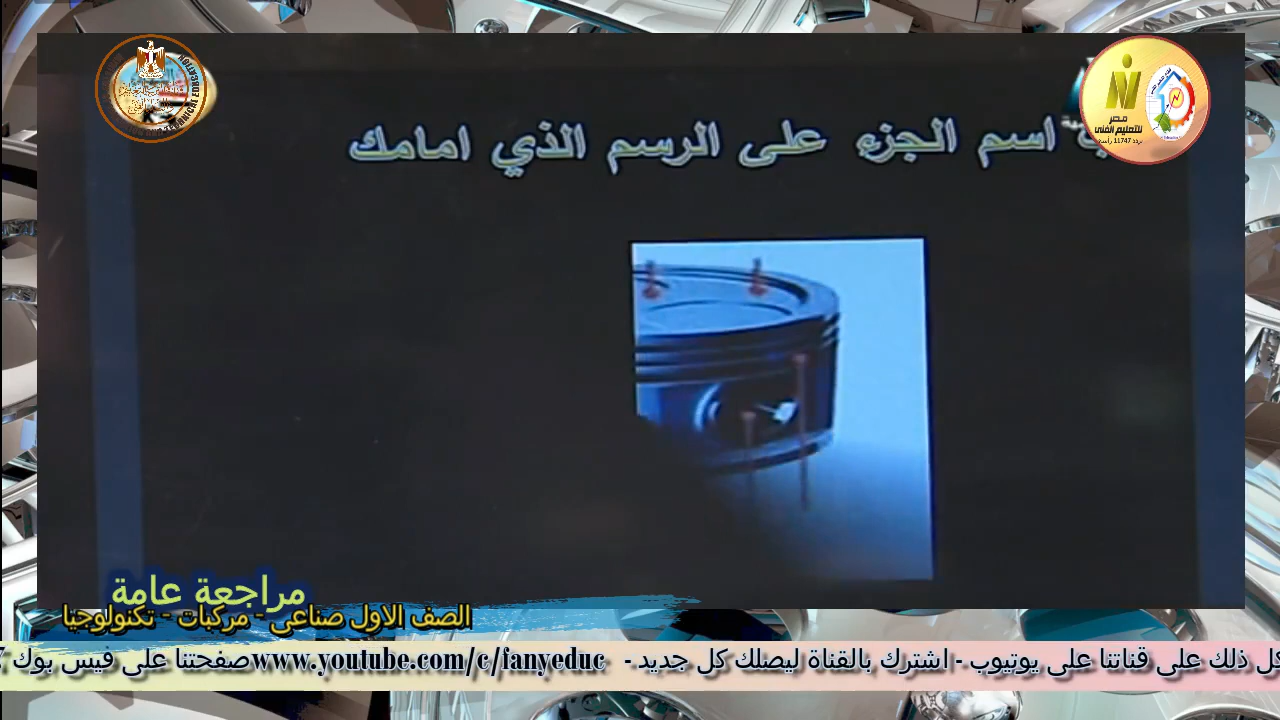 اسم الجزء على الرسم الذي امامك
مصر
للتعليم الفنى
مراجعة عامة
الصف الاول صناعى - مركبات - تكنولوجيا
كل ذلك على قناتنا على يوتيوب - اشترك بالقناة ليصلك كل جديد - www.youtube.com/c/fanyeduc صفحتنا على فيس بوك